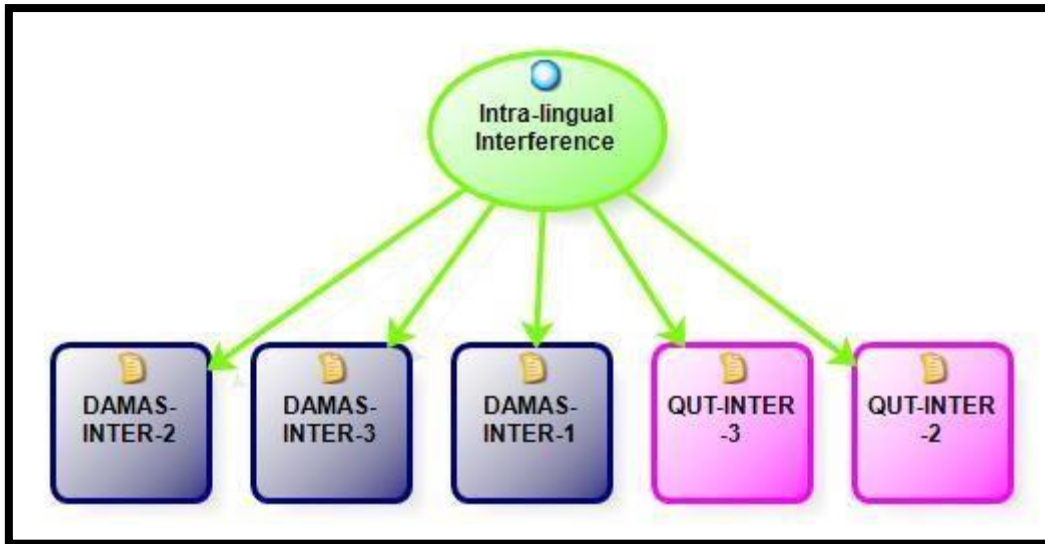 Intra-lingual
Interference
DAMAS-
INTER-2
DAMAS-
INTER-3
DAMAS-
INTER-1
QUT-INTER
-3
QUT-INTER
-2